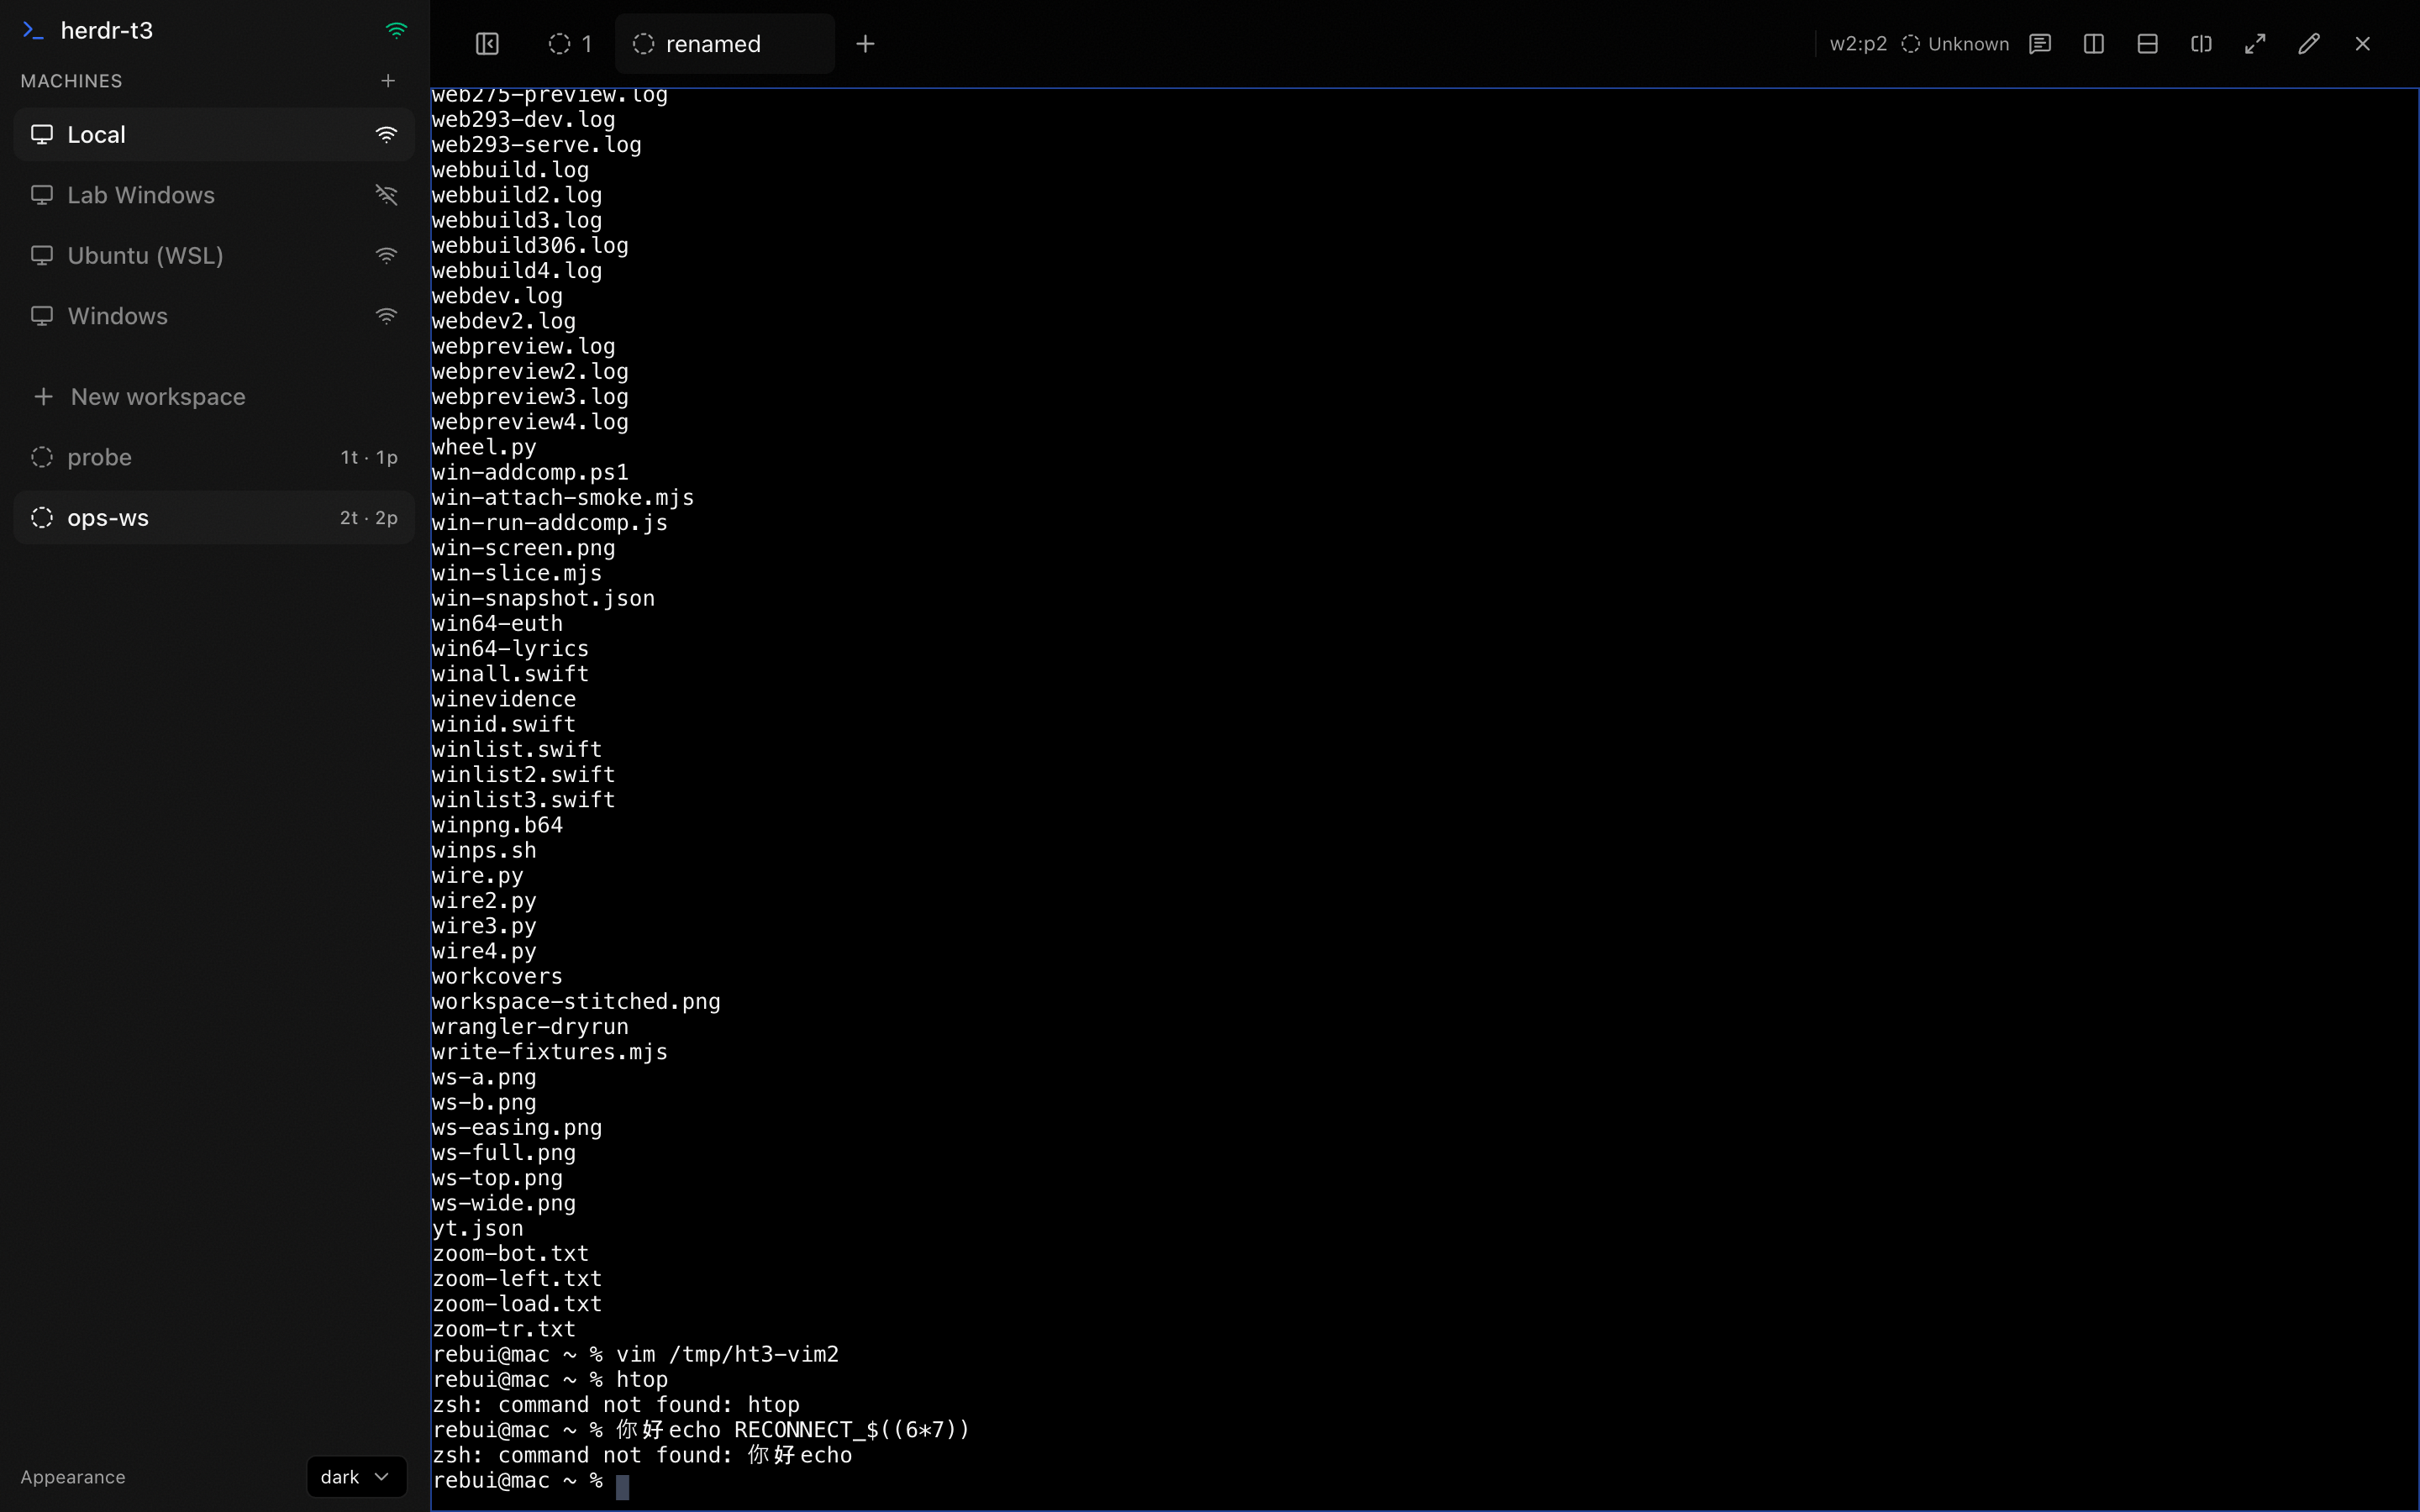 herdr-t3
MACHINES
Local
Lab Windows
Ubuntu (WSL)
Windows
New workspace
probe 1t · 1p
ops-ws 2t · 2p
Appearance dark
1 renamed w2:p2 Unknown
web275-preview.log
web293-dev.log
web293-serve.log
webbuild.log
webbuild2.log
webbuild3.log
webbuild306.log
webbuild4.log
webdev.log
webdev2.log
webpreview.log
webpreview2.log
webpreview3.log
webpreview4.log
wheel.py
win-addcomp.ps1
win-attach-smoke.mjs
win-run-addcomp.js
win-screen.png
win-slice.mjs
win-snapshot.json
win64-euth
win64-lyrics
winall.swift
winevidence
winid.swift
winlist.swift
winlist2.swift
winlist3.swift
winpng.b64
winps.sh
wire.py
wire2.py
wire3.py
wire4.py
workcovers
workspace-stitched.png
wrangler-dryrun
write-fixtures.mjs
ws-a.png
ws-b.png
ws-easing.png
ws-full.png
ws-top.png
ws-wide.png
yt.json
zoom-bot.txt
zoom-left.txt
zoom-load.txt
zoom-tr.txt
rebui@mac ~ % vim /tmp/ht3-vim2
rebui@mac ~ % htop
zsh: command not found: htop
rebui@mac ~ % 你好echo RECONNECT_$((6*7))
zsh: command not found: 你好echo
rebui@mac ~ %